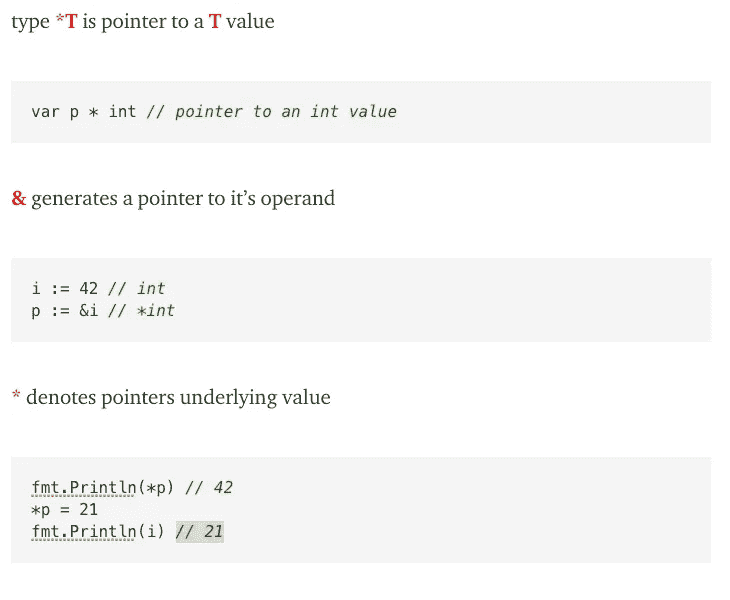 type *T is pointer to a T value
var p * int // pointer to an int value
& generates a pointer to it’s operand
i := 42 // int
p := &i // *int
* denotes pointers underlying value
fmt.Println(*p) // 42
*p = 21
fmt.Println(i) // 21